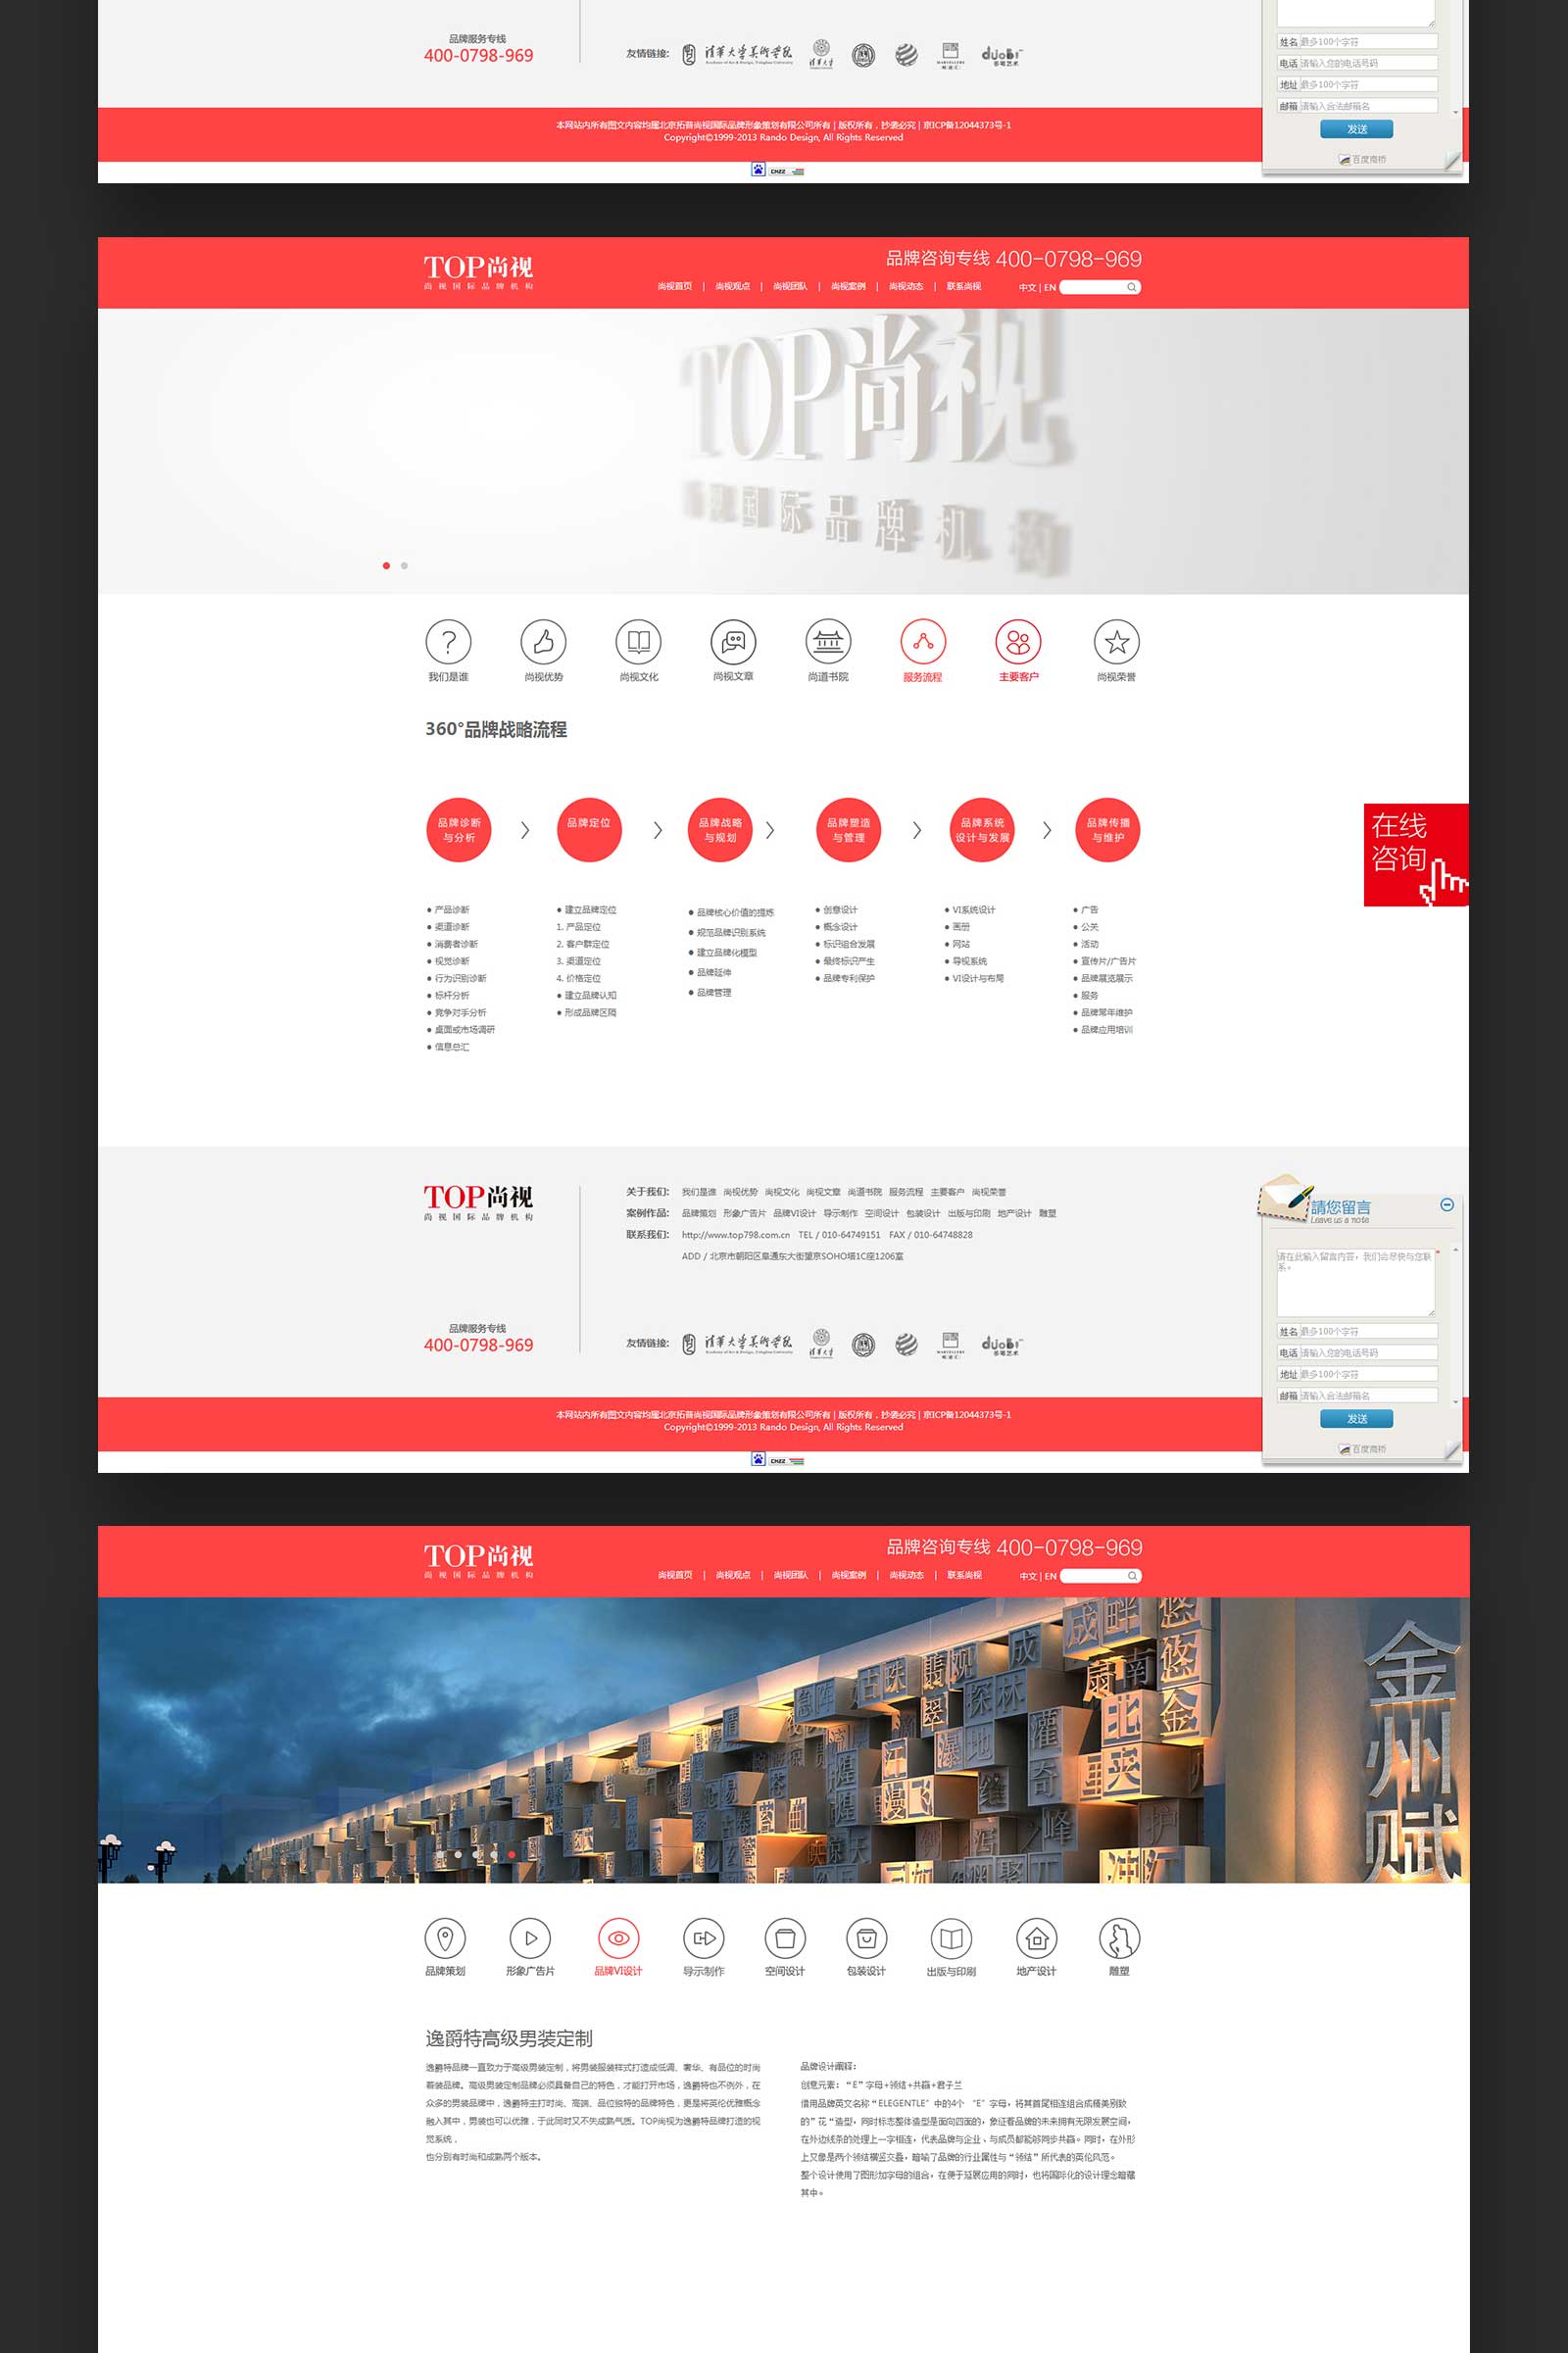 品牌服务专线
400-0798-969
友情链接:
清華大学美術学院
Academy of Art & Design, Tsinghua University
duoBi
多笔艺术
姓名 最多100个字符
电话 请输入您的电话号码
地址 最多100个字符
邮箱 请输入合法邮箱名
发送
百度商桥
本网站内所有图文内容均属北京拓普尚视国际品牌形象策划有限公司所有 | 版权所有，抄袭必究 | 京ICP备12044373号-1
Copyright©1999-2013 Rando Design, All Rights Reserved
CNZZ
TOP尚视
尚视国际品牌机构
品牌咨询专线 400-0798-969
尚视首页 | 尚视观点 | 尚视团队 | 尚视案例 | 尚视动态 | 联系尚视
中文 | EN
TOP尚视
国际品牌机构
我们是谁
尚视优势
尚视文化
尚视文章
尚道书院
服务流程
主要客户
尚视荣誉
360°品牌战略流程
品牌诊断
与分析
品牌定位
品牌战略
与规划
品牌塑造
与管理
品牌系统
设计与发展
品牌传播
与维护
在线
咨询
● 产品诊断
● 渠道诊断
● 消费者诊断
● 视觉诊断
● 行为识别诊断
● 标杆分析
● 竞争对手分析
● 桌面或市场调研
● 信息总汇
● 建立品牌定位
1. 产品定位
2. 客户群定位
3. 渠道定位
4. 价格定位
● 建立品牌认知
● 形成品牌区隔
● 品牌核心价值的提炼
● 规范品牌识别系统
● 建立品牌化模型
● 品牌延伸
● 品牌管理
● 创意设计
● 概念设计
● 标识组合发展
● 最终标识产生
● 品牌专利保护
● VI系统设计
● 画册
● 网站
● 导视系统
● VI设计与布局
● 广告
● 公关
● 活动
● 宣传片/广告片
● 品牌展览展示
● 服务
● 品牌常年维护
● 品牌应用培训
TOP尚视
尚视国际品牌机构
关于我们: 我们是谁 尚视优势 尚视文化 尚视文章 尚道书院 服务流程 主要客户 尚视荣誉
案例作品: 品牌策划 形象广告片 品牌VI设计 导示制作 空间设计 包装设计 出版与印刷 地产设计 雕塑
联系我们: http://www.top798.com.cn TEL / 010-64749151 FAX / 010-64748828
ADD / 北京市朝阳区阜通东大街望京SOHO塔1C座1206室
品牌服务专线
400-0798-969
友情链接:
清華大学美術学院
Academy of Art & Design, Tsinghua University
duoBi
多笔艺术
請您留言
Leave us a note
请在此输入留言内容，我们会尽快与您联
系。
姓名 最多100个字符
电话 请输入您的电话号码
地址 最多100个字符
邮箱 请输入合法邮箱名
发送
百度商桥
本网站内所有图文内容均属北京拓普尚视国际品牌形象策划有限公司所有 | 版权所有，抄袭必究 | 京ICP备12044373号-1
Copyright©1999-2013 Rando Design, All Rights Reserved
CNZZ
TOP尚视
尚视国际品牌机构
品牌咨询专线 400-0798-969
尚视首页 | 尚视观点 | 尚视团队 | 尚视案例 | 尚视动态 | 联系尚视
中文 | EN
金州赋
品牌策划
形象广告片
品牌VI设计
导示制作
空间设计
包装设计
出版与印刷
地产设计
雕塑
逸爵特高级男装定制
逸爵特品牌一直致力于高级男装定制，将男装服装样式打造成低调、奢华、有品位的时尚
着装品牌。高级男装定制品牌必须具备自己的特色，才能打开市场，逸爵特也不例外，在
众多的男装品牌中，逸爵特主打时尚、高端、品位独特的品牌特色，更是将英伦优雅概念
融入其中，男装也可以优雅，于此同时又不失成熟气质。TOP尚视为逸爵特品牌打造的视
觉系统，
也分别有时尚和成熟两个版本。
品牌设计阐释:
创意元素: “E”字母+领结+共赢+君子兰
借用品牌英文名称“ELEGENTLE”中的4个 “E”字母，将其首尾相连组合成精美别致
的”花“造型，同时标志整体造型是面向四面的，象征着品牌的未来拥有无限发展空间，
在外边线条的处理上一字相连，代表品牌与企业、与成员都能够同步共赢。同时，在外形
上又像是两个领结横竖交叠，暗喻了品牌的行业属性与“领结”所代表的英伦风范。
整个设计使用了图形加字母的组合，在便于延展应用的同时，也将国际化的设计理念暗藏
其中。